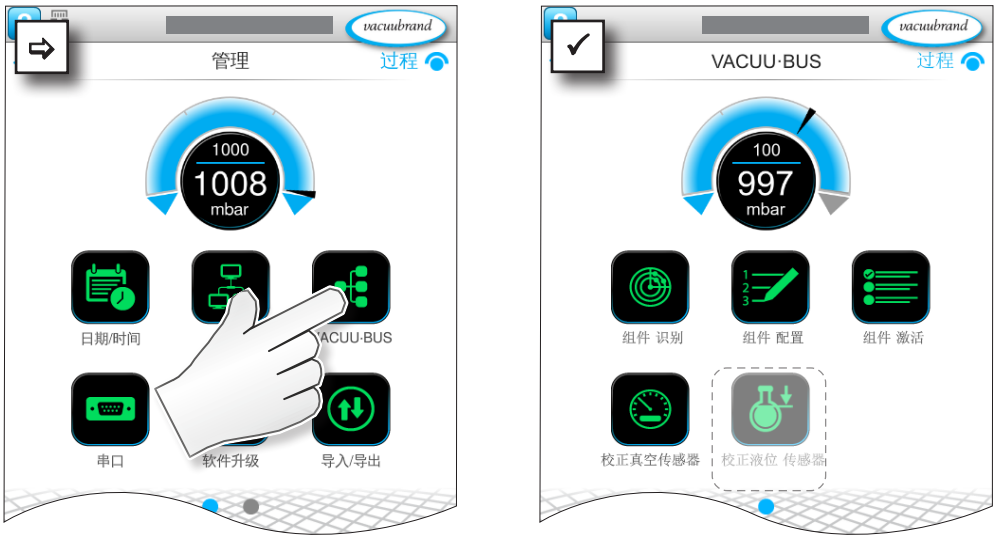 vacuubrand
管理
过程
1000
1008
mbar
日期/时间
ACUU·BUS
串口
软件升级
导入/导出
vacuubrand
VACUU·BUS
过程
100
997
mbar
1
2
3
组件 识别
组件 配置
组件 激活
校正真空传感器
校正液位 传感器